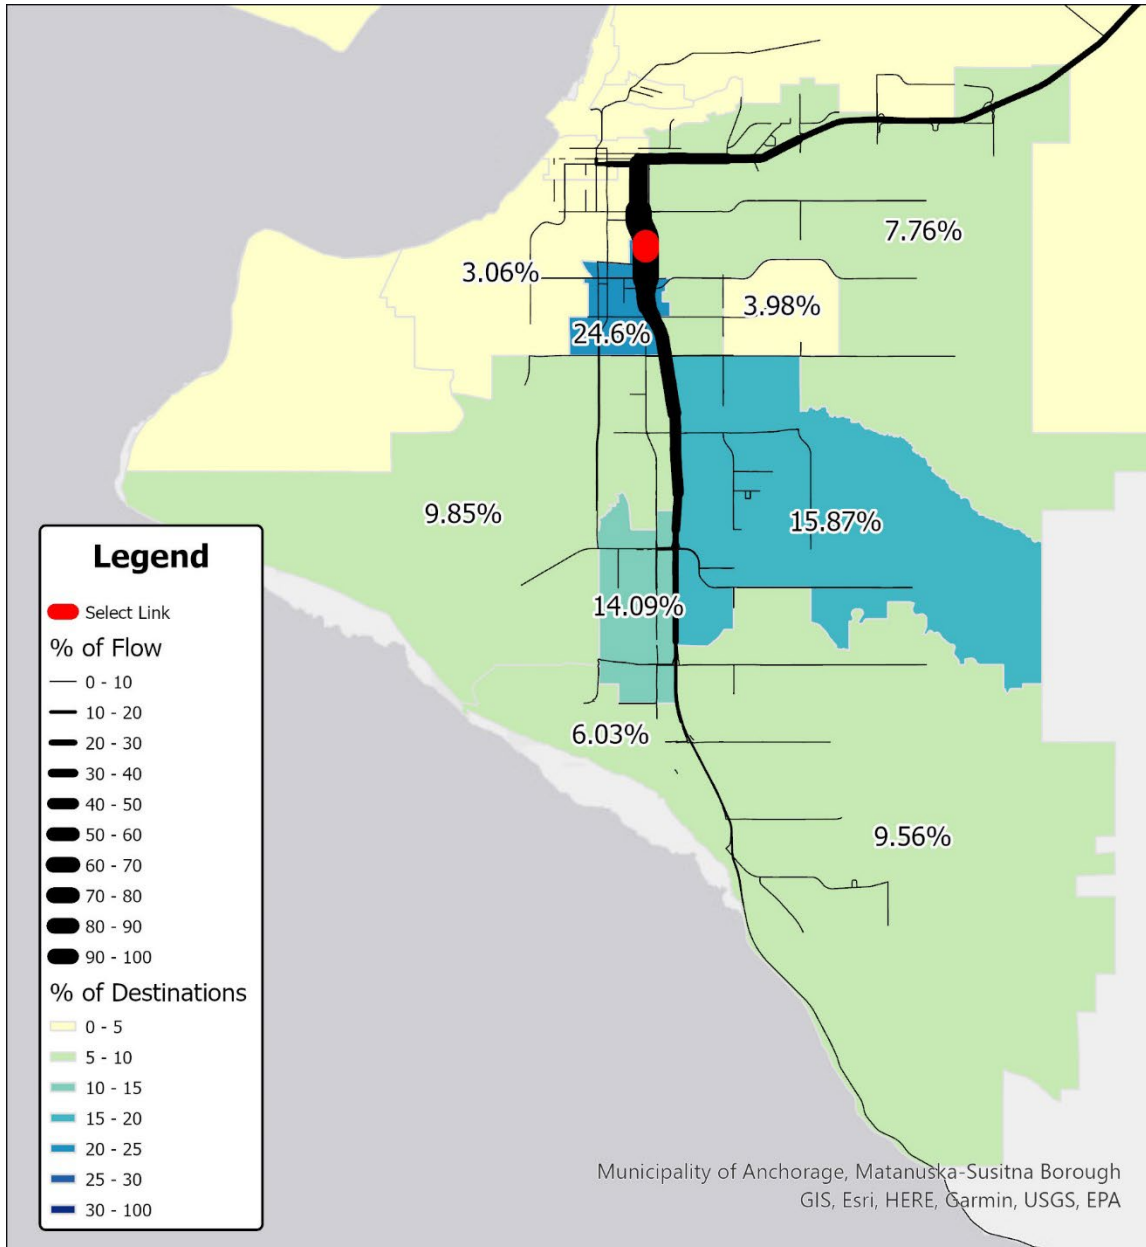 7.76%
3.06%
3.98%
24.6%
9.85%
15.87%
14.09%
6.03%
9.56%
Legend
Select Link
% of Flow
0 - 10
10 - 20
20 - 30
30 - 40
40 - 50
50 - 60
60 - 70
70 - 80
80 - 90
90 - 100
% of Destinations
0 - 5
5 - 10
10 - 15
15 - 20
20 - 25
25 - 30
30 - 100
Municipality of Anchorage, Matanuska-Susitna Borough
GIS, Esri, HERE, Garmin, USGS, EPA